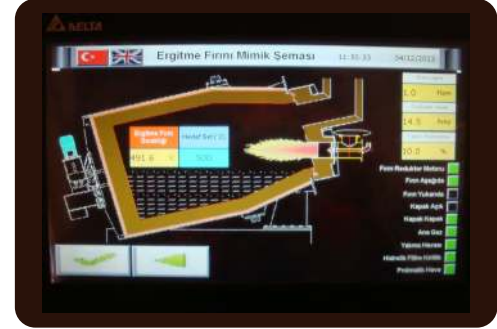 DELTA
Ergitme Fırını Mimik Şeması
11:35:33
04/12/2012
1.0
14.5 Amp
Ergitme Fırın Sıcaklığı
Hedef Set (°C)
491.6
500
10.0 %
Fırın Redüktör Motoru
Fırın Aşağıda
Fırın Yukarıda
Kapak Açık
Kapak Kapalı
Ana Gaz
Yakma Havası
Hidrolik Filtre Kirlilik
Pnömatik Hava